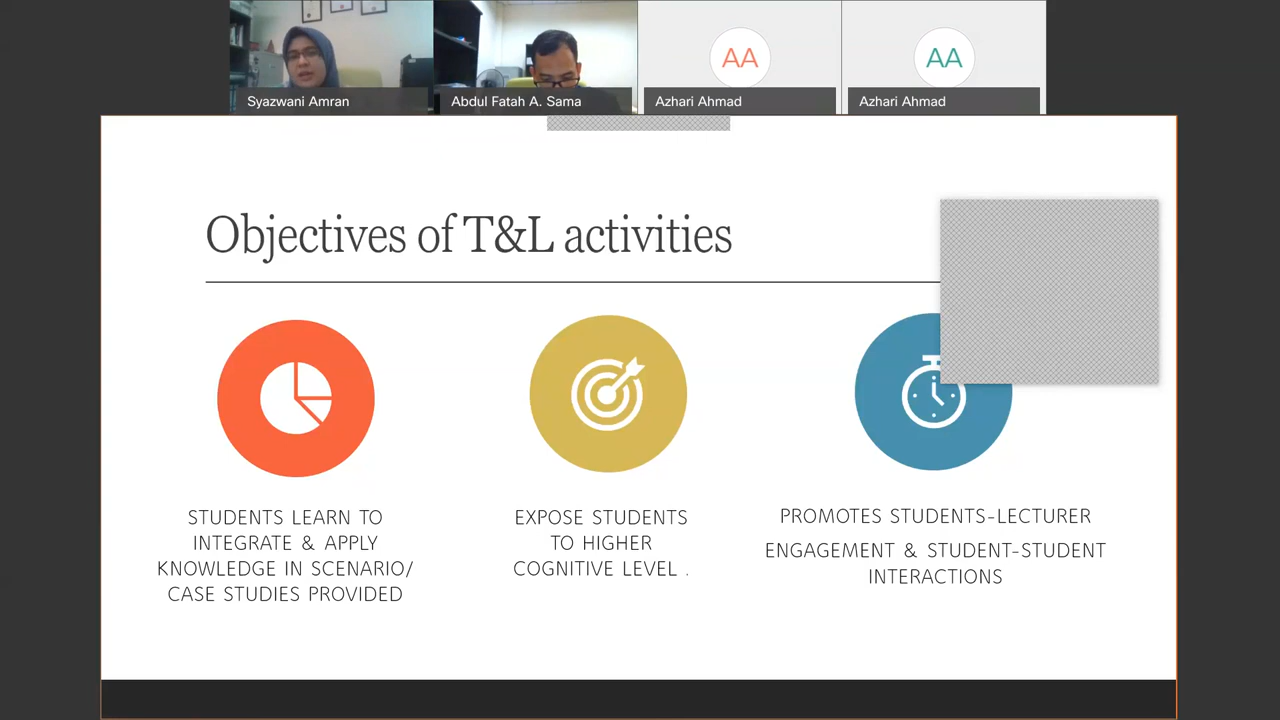 Syazwani Amran
Abdul Fatah A. Sama
AA
Azhari Ahmad
AA
Azhari Ahmad
Objectives of T&L activities
STUDENTS LEARN TO
INTEGRATE & APPLY
KNOWLEDGE IN SCENARIO/
CASE STUDIES PROVIDED
EXPOSE STUDENTS
TO HIGHER
COGNITIVE LEVEL .
PROMOTES STUDENTS-LECTURER
ENGAGEMENT & STUDENT-STUDENT
INTERACTIONS